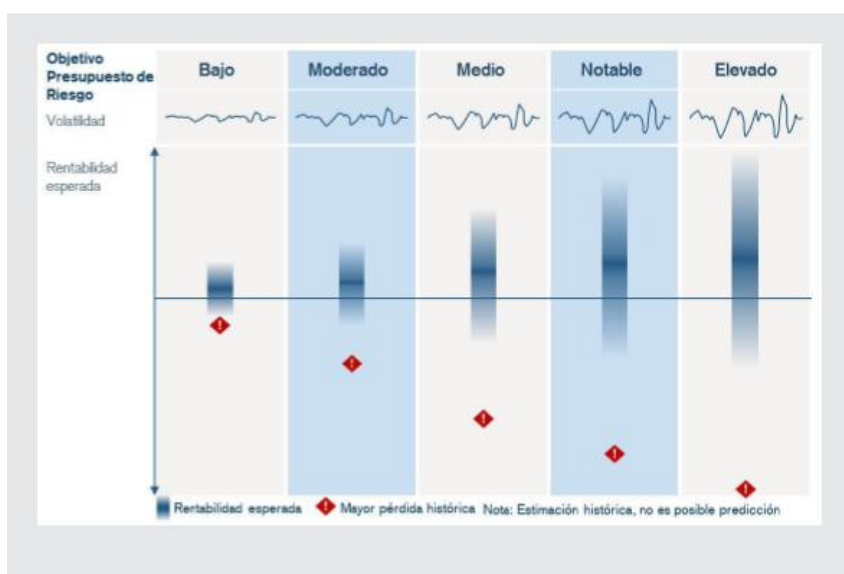 Objetivo
Presupuesto de
Riesgo
Bajo
Moderado
Medio
Notable
Elevado
Volatilidad
Rentabilidad
esperada
Rentabilidad esperada
Mayor pérdida histórica
Nota: Estimación histórica, no es posible predicción